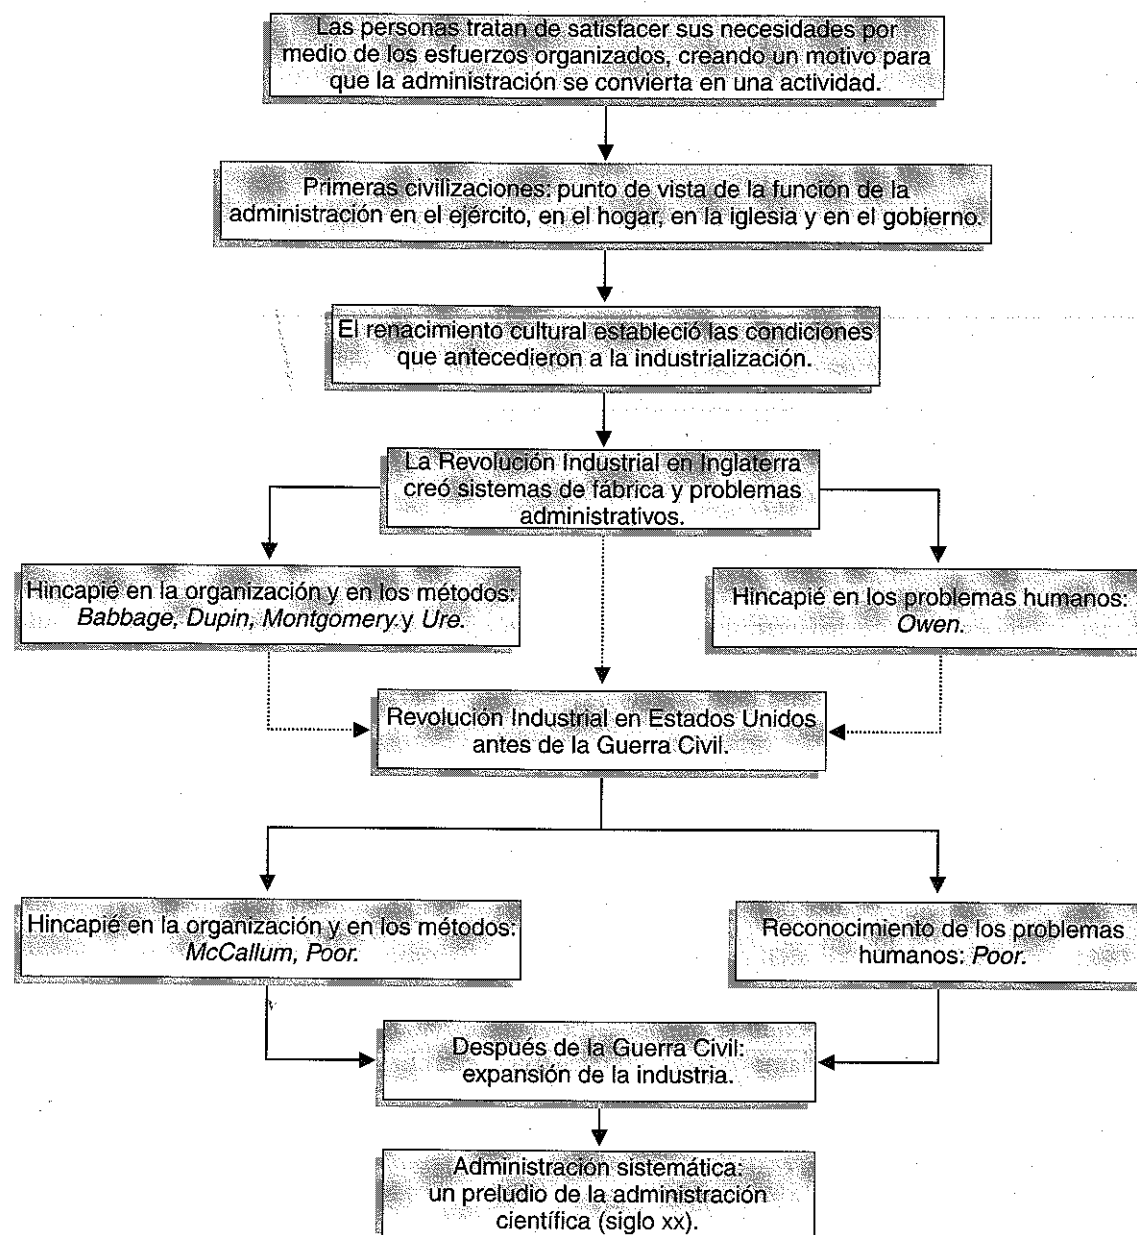 Las personas tratan de satisfacer sus necesidades por
medio de los esfuerzos organizados, creando un motivo para
que la administración se convierta en una actividad.
Primeras civilizaciones: punto de vista de la función de la
administración en el ejército, en el hogar, en la iglesia y en el gobierno.
El renacimiento cultural estableció las condiciones
que antecedieron a la industrialización.
La Revolución Industrial en Inglaterra
creó sistemas de fábrica y problemas
administrativos.
Hincapié en la organización y en los métodos:
Babbage, Dupin, Montgomery y Ure.
Hincapié en los problemas humanos:
Owen.
Revolución Industrial en Estados Unidos
antes de la Guerra Civil.
Hincapié en la organización y en los métodos:
McCallum, Poor.
Reconocimiento de los problemas
humanos: Poor.
Después de la Guerra Civil:
expansión de la industria.
Administración sistemática:
un preludio de la administración
científica (siglo XX).